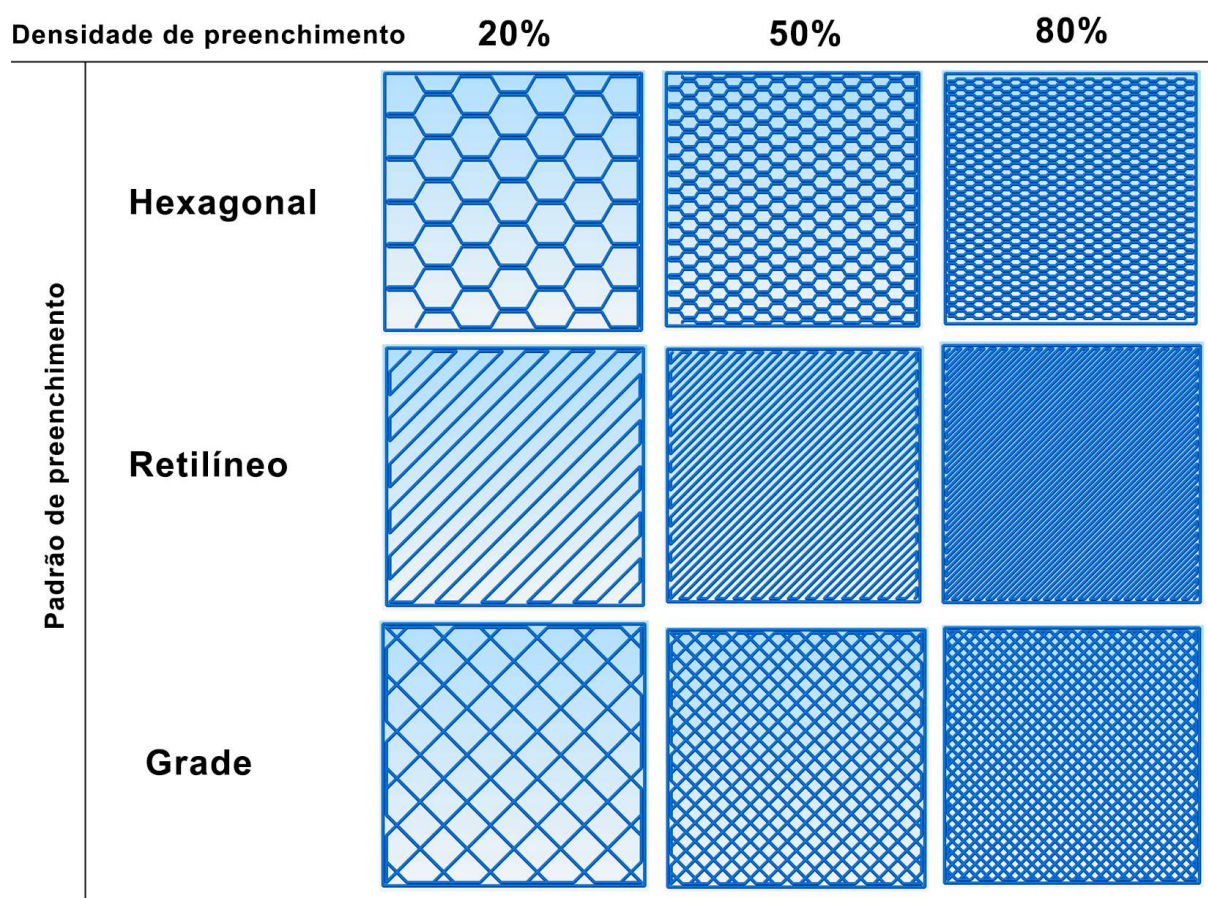 Densidade de preenchimento 20% 50% 80%
Padrão de preenchimento
Hexagonal
Retilíneo
Grade